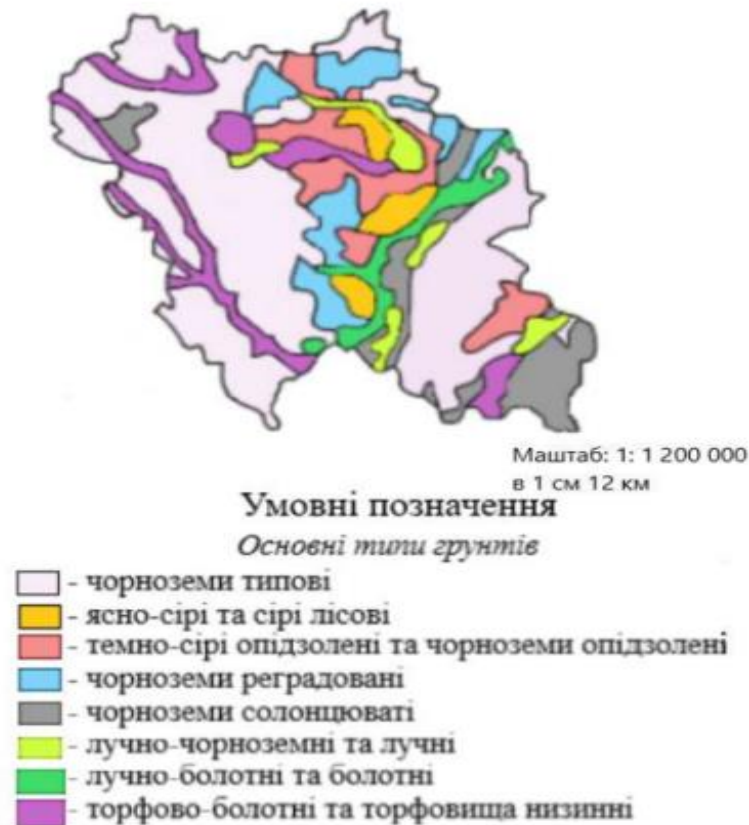 Маштаб: 1: 1 200 000
в 1 см 12 км
Умовні позначення
Основні типи грунтів
- чорноземи типові
- ясно-сірі та сірі лісові
- темно-сірі опідзолені та чорноземи опідзолені
- чорноземи реградовані
- чорноземи солонцюваті
- лучно-чорноземні та лучні
- лучно-болотні та болотні
- торфово-болотні та торфовища низинні